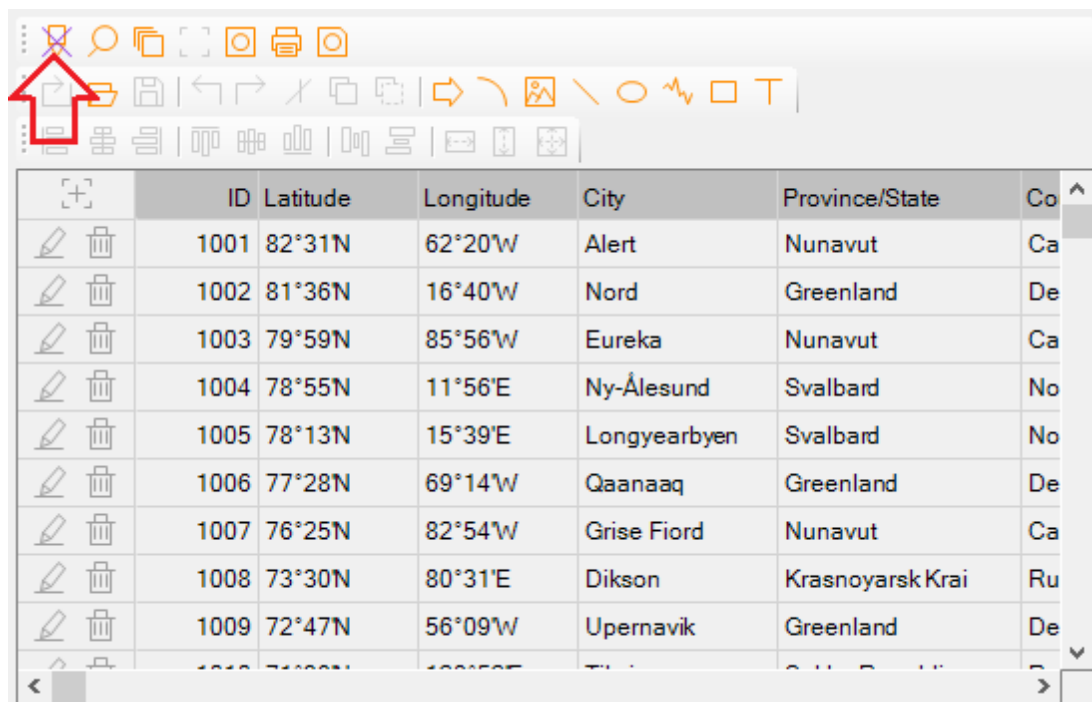 ID Latitude Longitude City Province/State Co
1001 82°31'N 62°20'W Alert Nunavut Ca
1002 81°36'N 16°40'W Nord Greenland De
1003 79°59'N 85°56'W Eureka Nunavut Ca
1004 78°55'N 11°56'E Ny-Ålesund Svalbard No
1005 78°13'N 15°39'E Longyearbyen Svalbard No
1006 77°28'N 69°14'W Qaanaaq Greenland De
1007 76°25'N 82°54'W Grise Fiord Nunavut Ca
1008 73°30'N 80°31'E Dikson Krasnoyarsk Krai Ru
1009 72°47'N 56°09'W Upernavik Greenland De